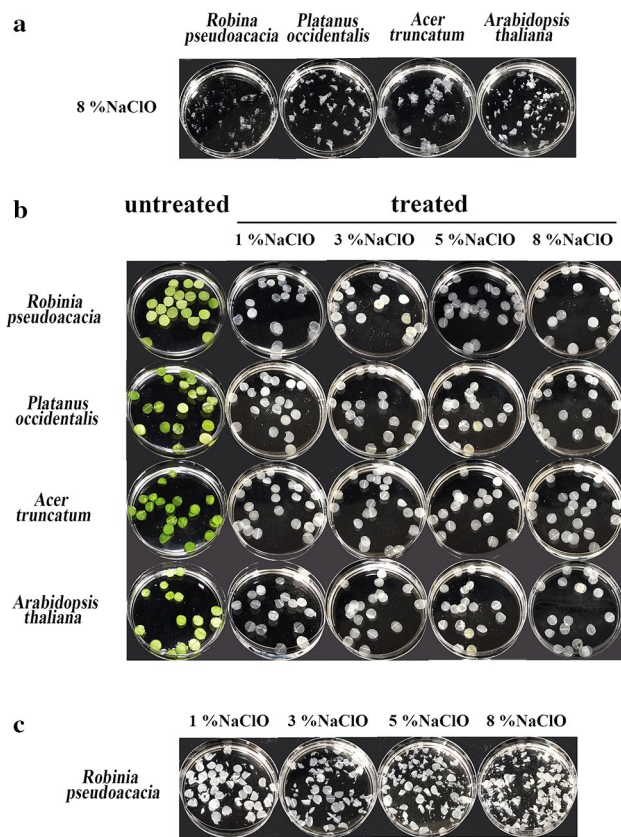 a
Robina pseudoacacia
Platanus occidentalis
Acer truncatum
Arabidopsis thaliana
8 %NaClO
b
untreated
treated
1 %NaClO 3 %NaClO 5 %NaClO 8 %NaClO
Robinia
pseudoacacia
Platanus
occidentalis
Acer
truncatum
Arabidopsis
thaliana
c
1 %NaClO 3 %NaClO 5 %NaClO 8 %NaClO
Robinia
pseudoacacia